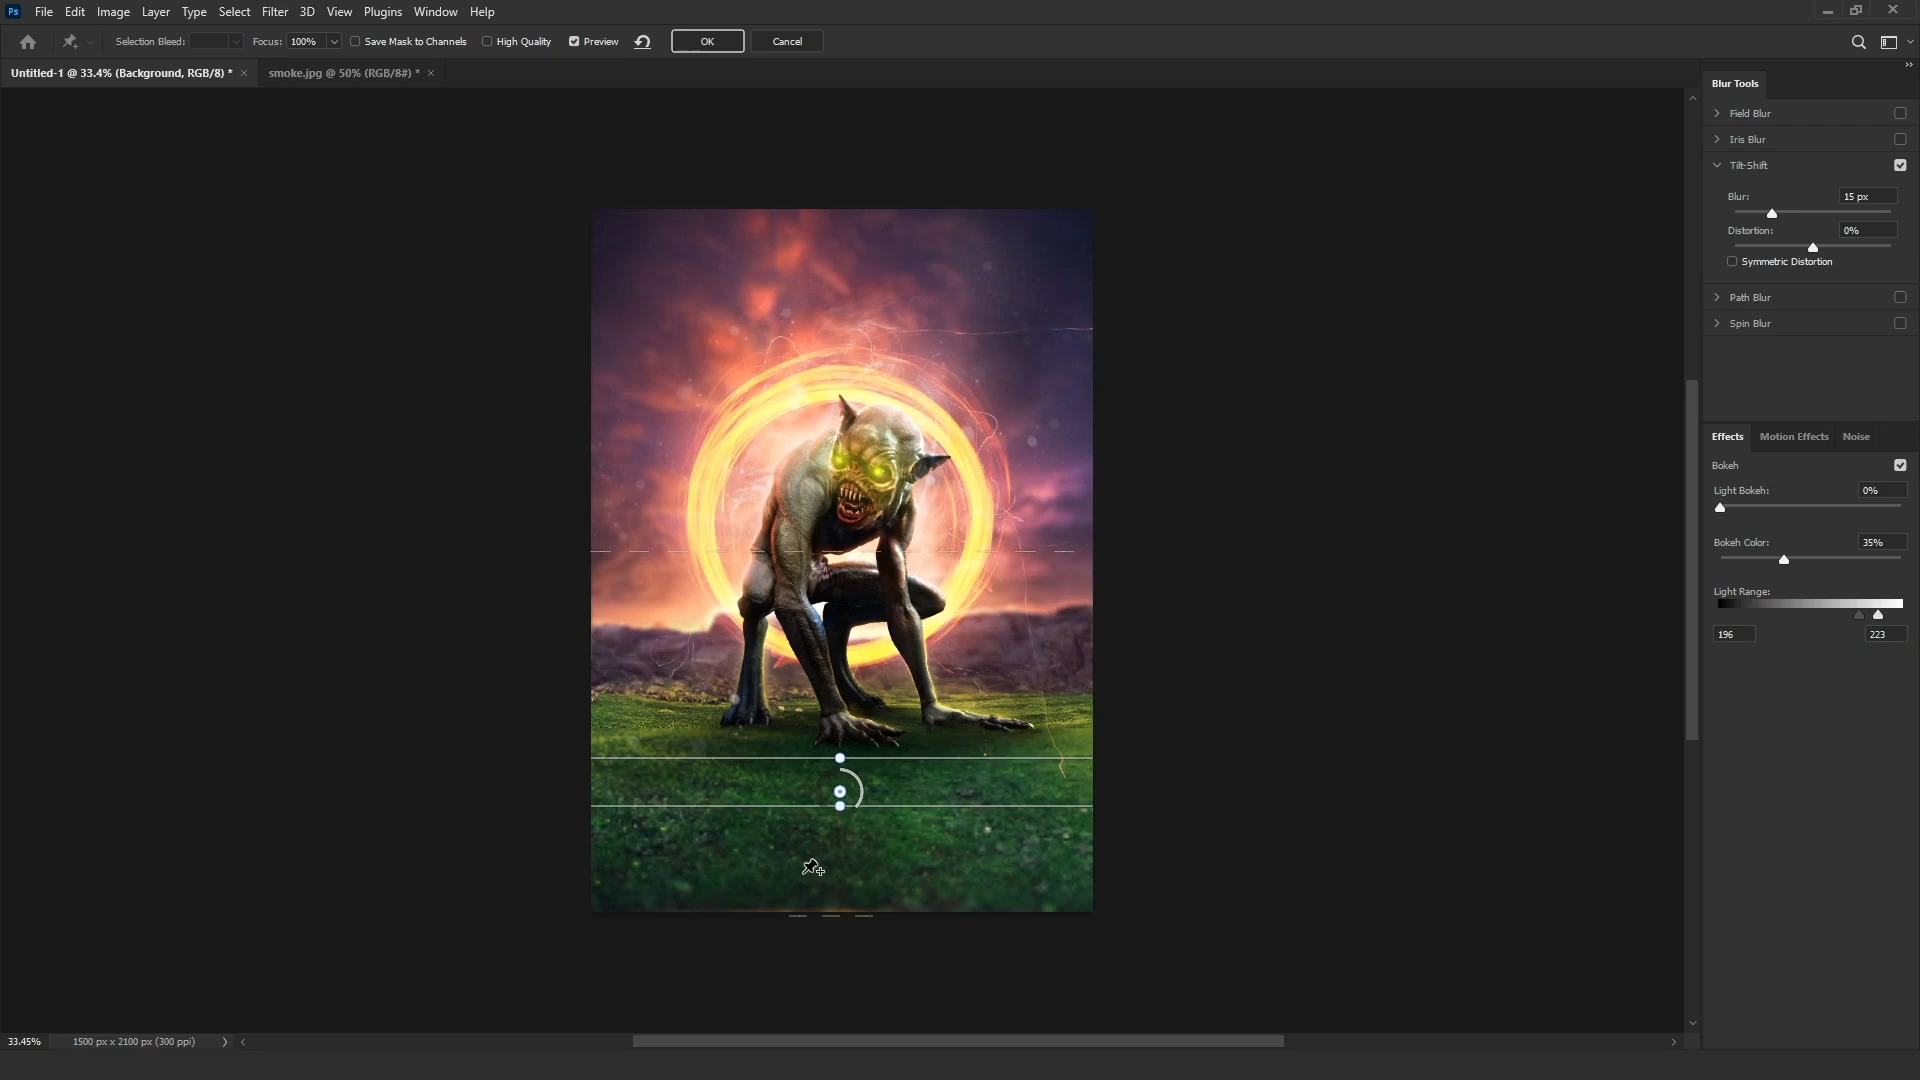 Ps File Edit Image Layer Type Select Filter 3D View Plugins Window Help
Selection Bleed: Focus: 100% Save Mask to Channels High Quality Preview OK Cancel
Untitled-1 @ 33.4% (Background, RGB/8) * × smoke.jpg @ 50% (RGB/8#) * ×
Blur Tools
Field Blur
Iris Blur
Tilt-Shift
Blur: 15 px
Distortion: 0%
Symmetric Distortion
Path Blur
Spin Blur
Effects Motion Effects Noise
Bokeh
Light Bokeh: 0%
Bokeh Color: 35%
Light Range:
196 223
33.45% 1500 px x 2100 px (300 ppi)